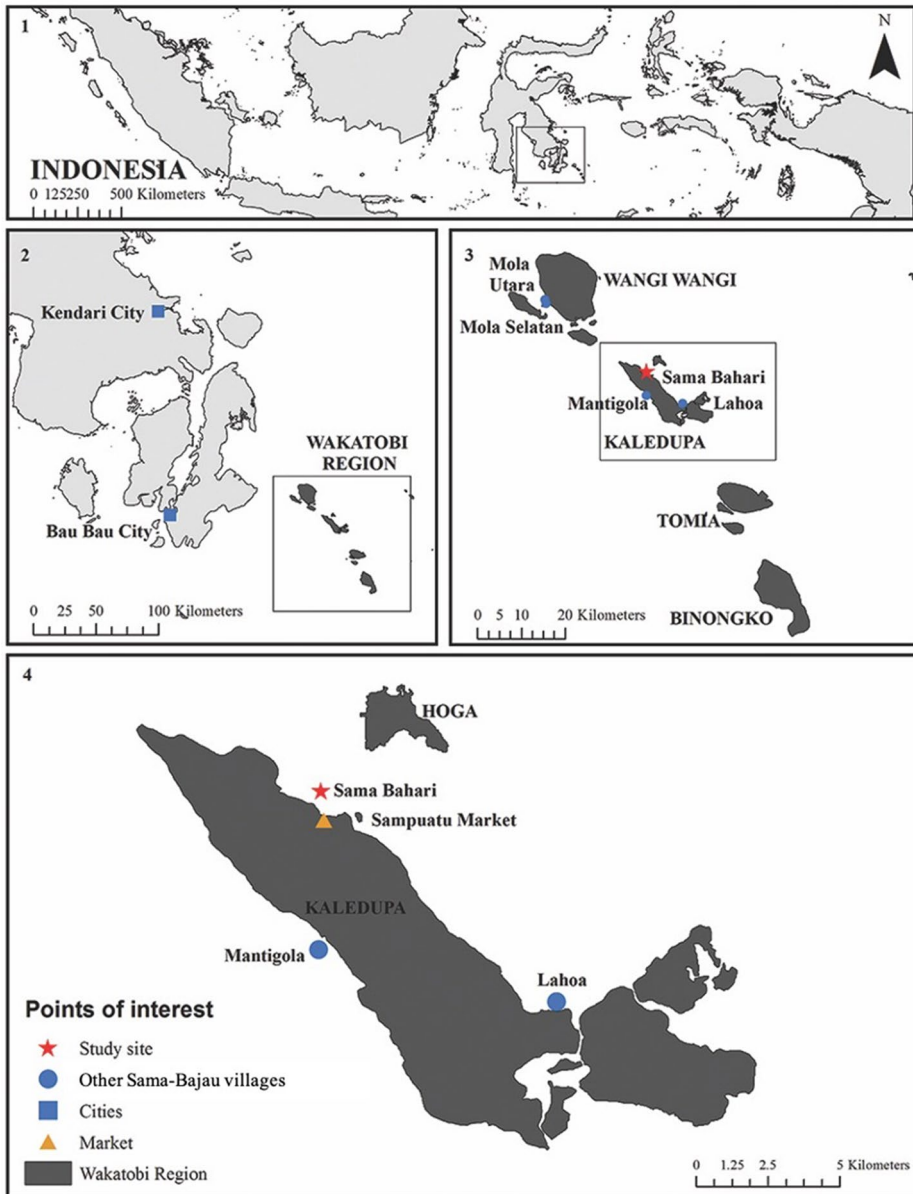 1
N
INDONESIA
0 125250 500 Kilometers
2
Kendari City
WAKATOBI
REGION
Bau Bau City
0 25 50 100 Kilometers
3
Mola
Utara
WANGI WANGI
Mola Selatan
Sama Bahari
Mantigola
Lahoa
KALEDUPA
TOMIA
BINONGKO
0 5 10 20 Kilometers
4
HOGA
Sama Bahari
Sampuatu Market
KALEDUPA
Mantigola
Lahoa
Points of interest
Study site
Other Sama-Bajau villages
Cities
Market
Wakatobi Region
0 1.25 2.5 5 Kilometers